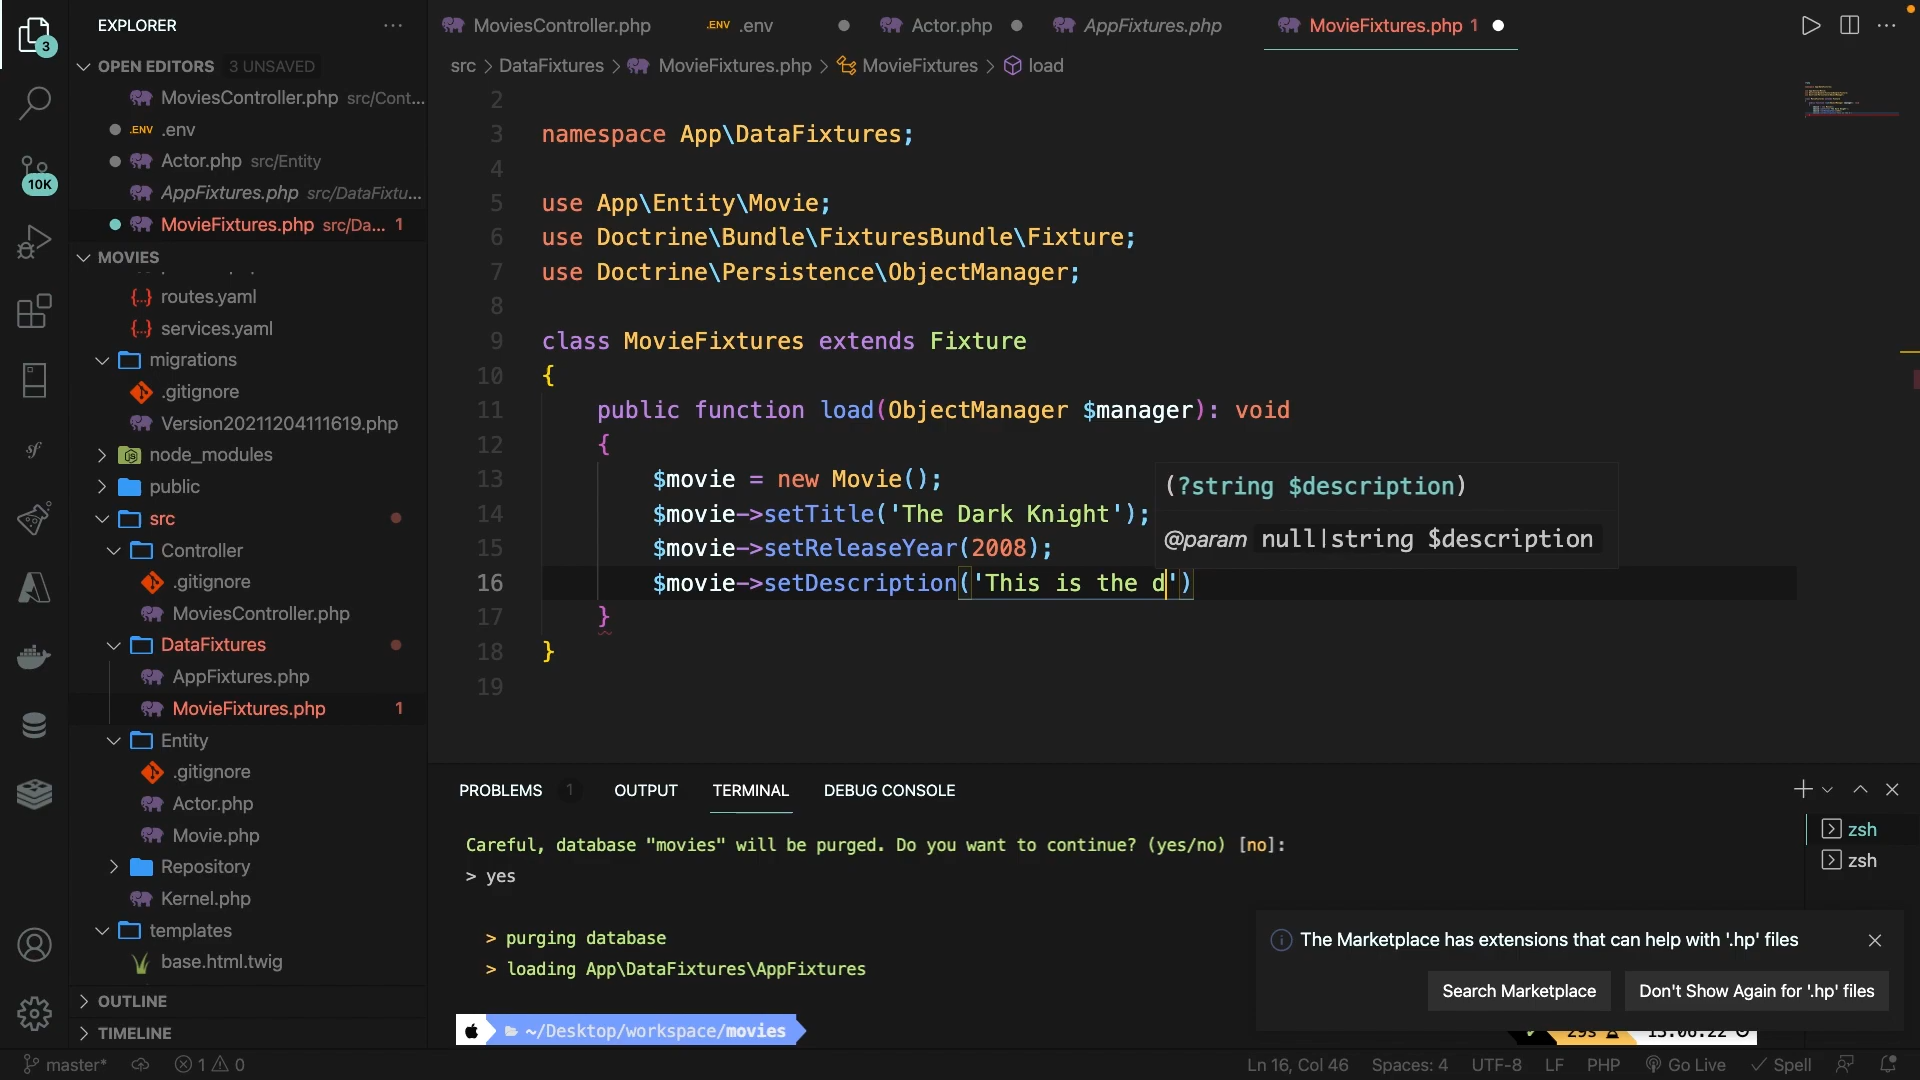 EXPLORER
OPEN EDITORS 3 UNSAVED
MoviesController.php src/Cont...
.ENV .env
Actor.php src/Entity
AppFixtures.php src/DataFixtu...
MovieFixtures.php src/Da... 1
MOVIES
routes.yaml
services.yaml
migrations
.gitignore
Version20211204111619.php
node_modules
public
src
Controller
.gitignore
MoviesController.php
DataFixtures
AppFixtures.php
MovieFixtures.php 1
Entity
.gitignore
Actor.php
Movie.php
Repository
Kernel.php
templates
base.html.twig
OUTLINE
TIMELINE
3
10K
MoviesController.php .ENV .env Actor.php AppFixtures.php MovieFixtures.php 1
src > DataFixtures > MovieFixtures.php > MovieFixtures > load
2
3 namespace App\DataFixtures;
4
5 use App\Entity\Movie;
6 use Doctrine\Bundle\FixturesBundle\Fixture;
7 use Doctrine\Persistence\ObjectManager;
8
9 class MovieFixtures extends Fixture
10 {
11 public function load(ObjectManager $manager): void
12 {
13 $movie = new Movie();
14 $movie->setTitle('The Dark Knight');
15 $movie->setReleaseYear(2008);
16 $movie->setDescription('This is the d')
17 }
18 }
19
(?string $description)
@param null|string $description
PROBLEMS 1 OUTPUT TERMINAL DEBUG CONSOLE
Careful, database "movies" will be purged. Do you want to continue? (yes/no) [no]:
> yes
> purging database
> loading App\DataFixtures\AppFixtures
~/Desktop/workspace/movies
zsh
zsh
The Marketplace has extensions that can help with '.hp' files
Search Marketplace Don't Show Again for '.hp' files
master* 1 0 Ln 16, Col 46 Spaces: 4 UTF-8 LF PHP Go Live Spell